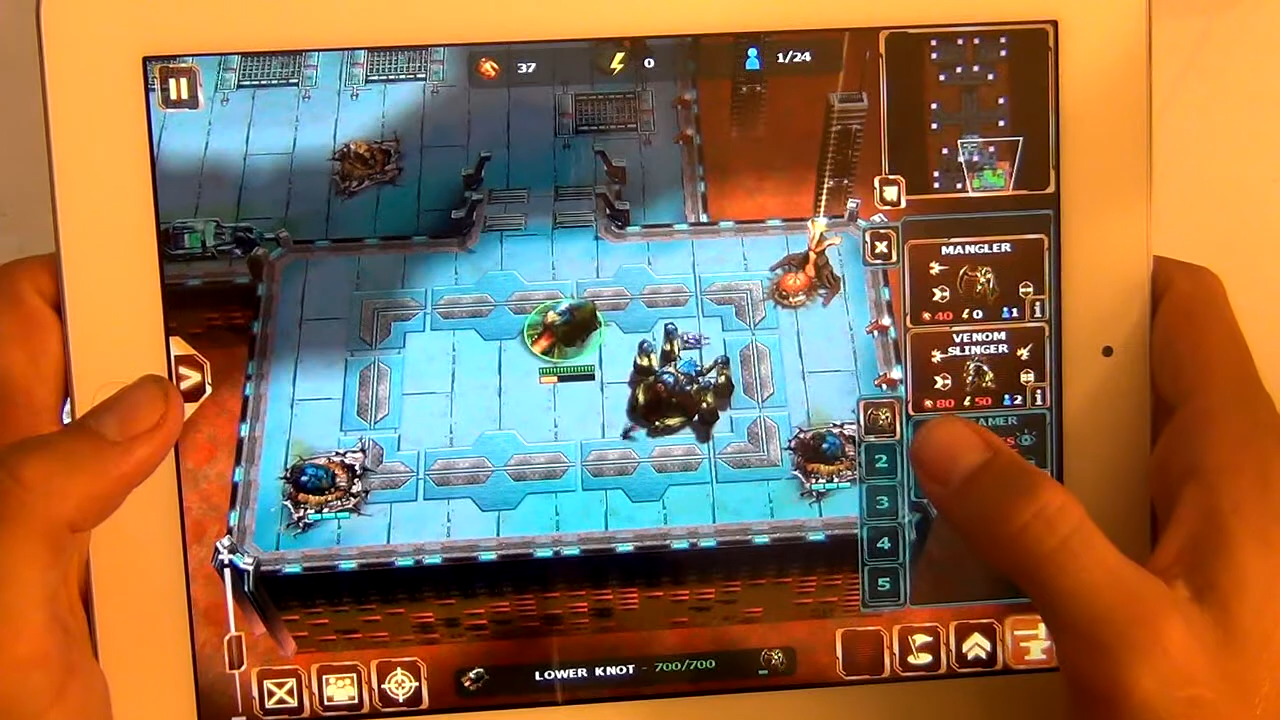 37
0
1/24
X
MANGLER
40 0 1
i
VENOM
SLINGER
80 50 2
i
2
3
4
5
LOWER KNOT - 700/700